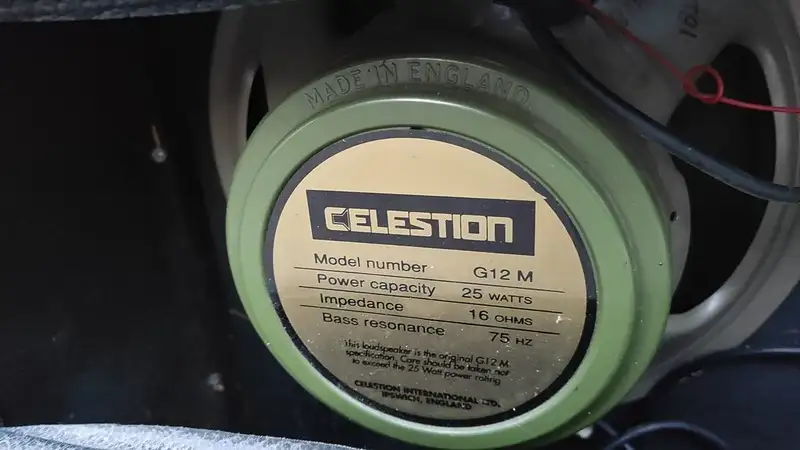 MADE IN ENGLAND
CELESTION
Model number G12 M
Power capacity 25 WATTS
Impedance 16 OHMS
Bass resonance 75 HZ
This loudspeaker is the original G12 M
specification. Care should be taken not
to exceed the 25 Watt power rating
CELESTION INTERNATIONAL LTD.
IPSWICH, ENGLAND